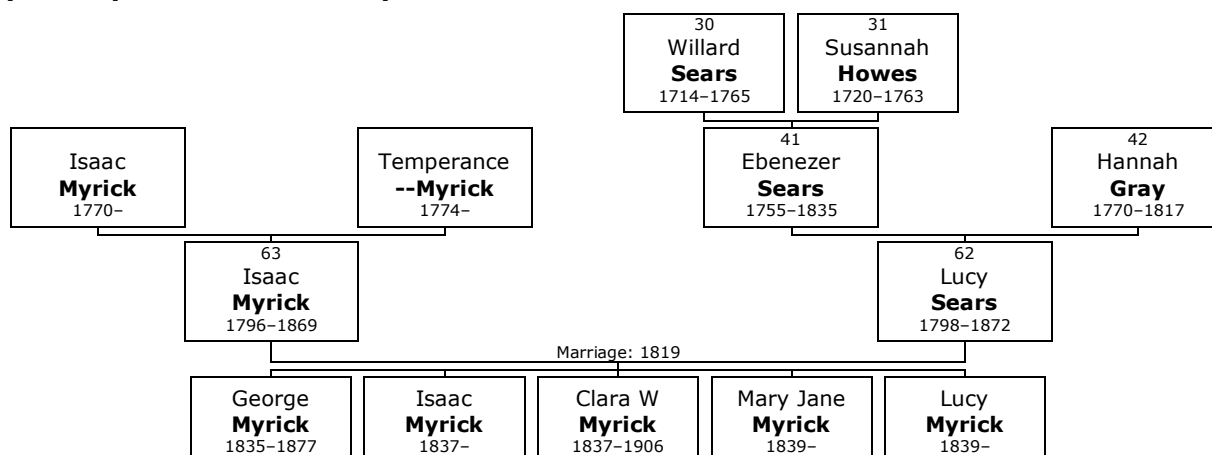 30
Willard
Sears
1714–1765
31
Susannah
Howes
1720–1763
Isaac
Myrick
1770–
Temperance
--Myrick
1774–
41
Ebenezer
Sears
1755–1835
42
Hannah
Gray
1770–1817
63
Isaac
Myrick
1796–1869
62
Lucy
Sears
1798–1872
Marriage: 1819
George
Myrick
1835–1877
Isaac
Myrick
1837–
Clara W
Myrick
1837–1906
Mary Jane
Myrick
1839–
Lucy
Myrick
1839–